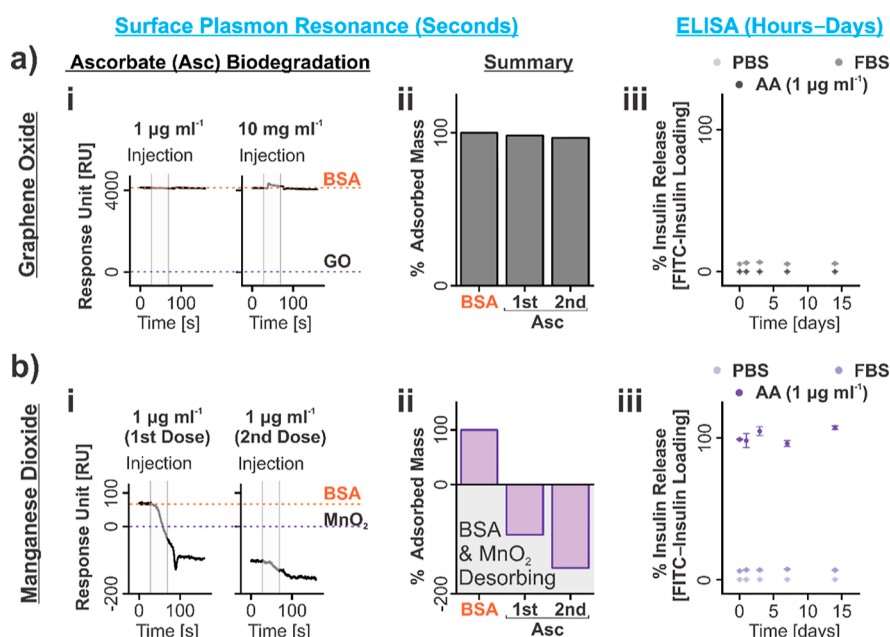 Surface Plasmon Resonance (Seconds)
ELISA (Hours–Days)
a)
Graphene Oxide
Ascorbate (Asc) Biodegradation
i
1 µg ml⁻¹
10 mg ml⁻¹
Injection
Injection
Response Unit [RU]
4000
0
BSA
GO
0
100
0
100
Time [s]
Time [s]
Summary
ii
% Adsorbed Mass
100
0
BSA
1st
2nd
Asc
PBS
FBS
AA (1 µg ml⁻¹)
iii
% Insulin Release
[FITC-Insulin Loading]
100
0
0
5
10
15
Time [days]
b)
Manganese Dioxide
i
1 µg ml⁻¹
(1st Dose)
1 µg ml⁻¹
(2nd Dose)
Injection
Injection
Response Unit [RU]
100
0
-200
BSA
MnO₂
0
100
0
100
Time [s]
Time [s]
ii
% Adsorbed Mass
100
0
-200
BSA
& MnO₂
Desorbing
BSA
1st
2nd
Asc
PBS
FBS
AA (1 µg ml⁻¹)
iii
% Insulin Release
[FITC–Insulin Loading]
100
0
0
5
10
15
Time [days]